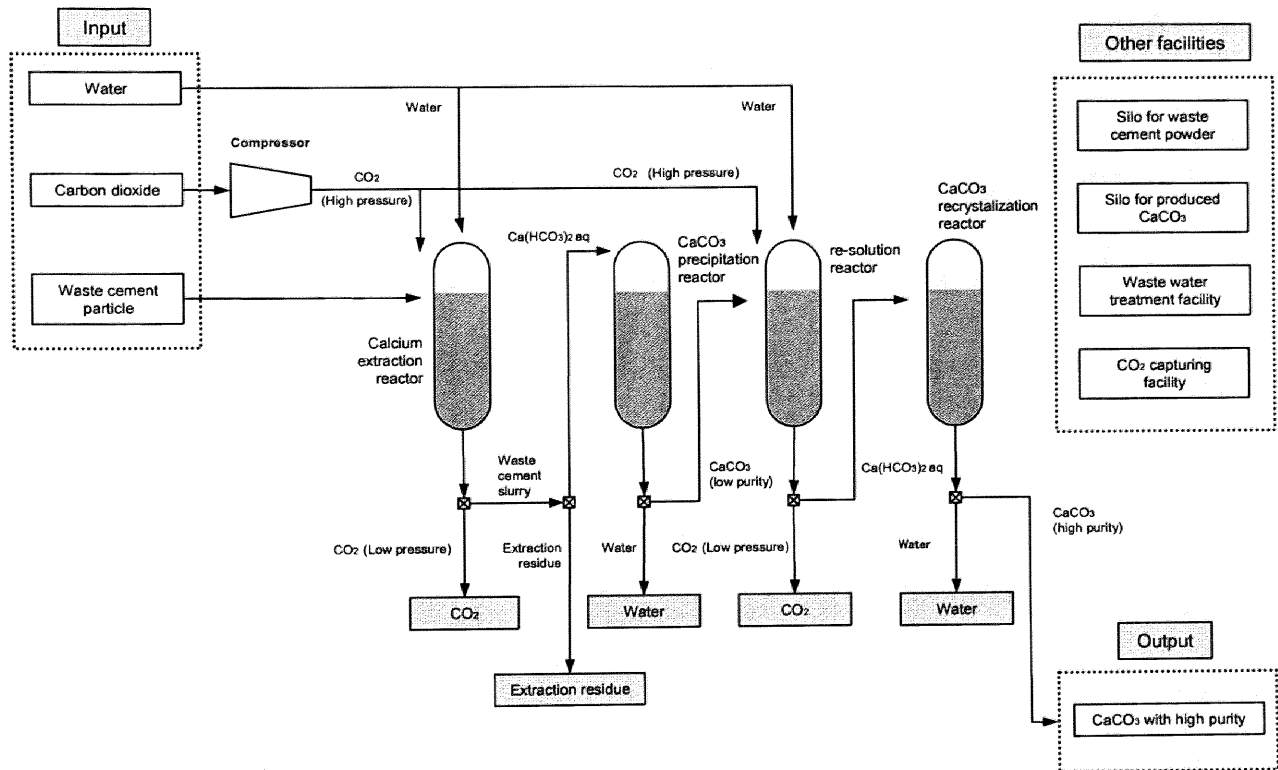 Input
Other facilities
Water
Water
Water
Silo for waste
cement powder
Compressor
Carbon dioxide
CO2
(High pressure)
CO2 (High pressure)
CaCO3
recrystalization
reactor
Silo for produced
CaCO3
Ca(HCO3)2 aq
CaCO3
precipitation
reactor
re-solution
reactor
Waste cement
particle
Waste water
treatment facility
Calcium
extraction
reactor
CO2 capturing
facility
Waste
cement
slurry
CaCO3
(low purity)
Ca(HCO3)2 aq
CaCO3
(high purity)
CO2 (Low pressure)
Extraction
residue
Water
CO2 (Low pressure)
Water
CO2
Water
CO2
Water
Output
Extraction residue
CaCO3 with high purity